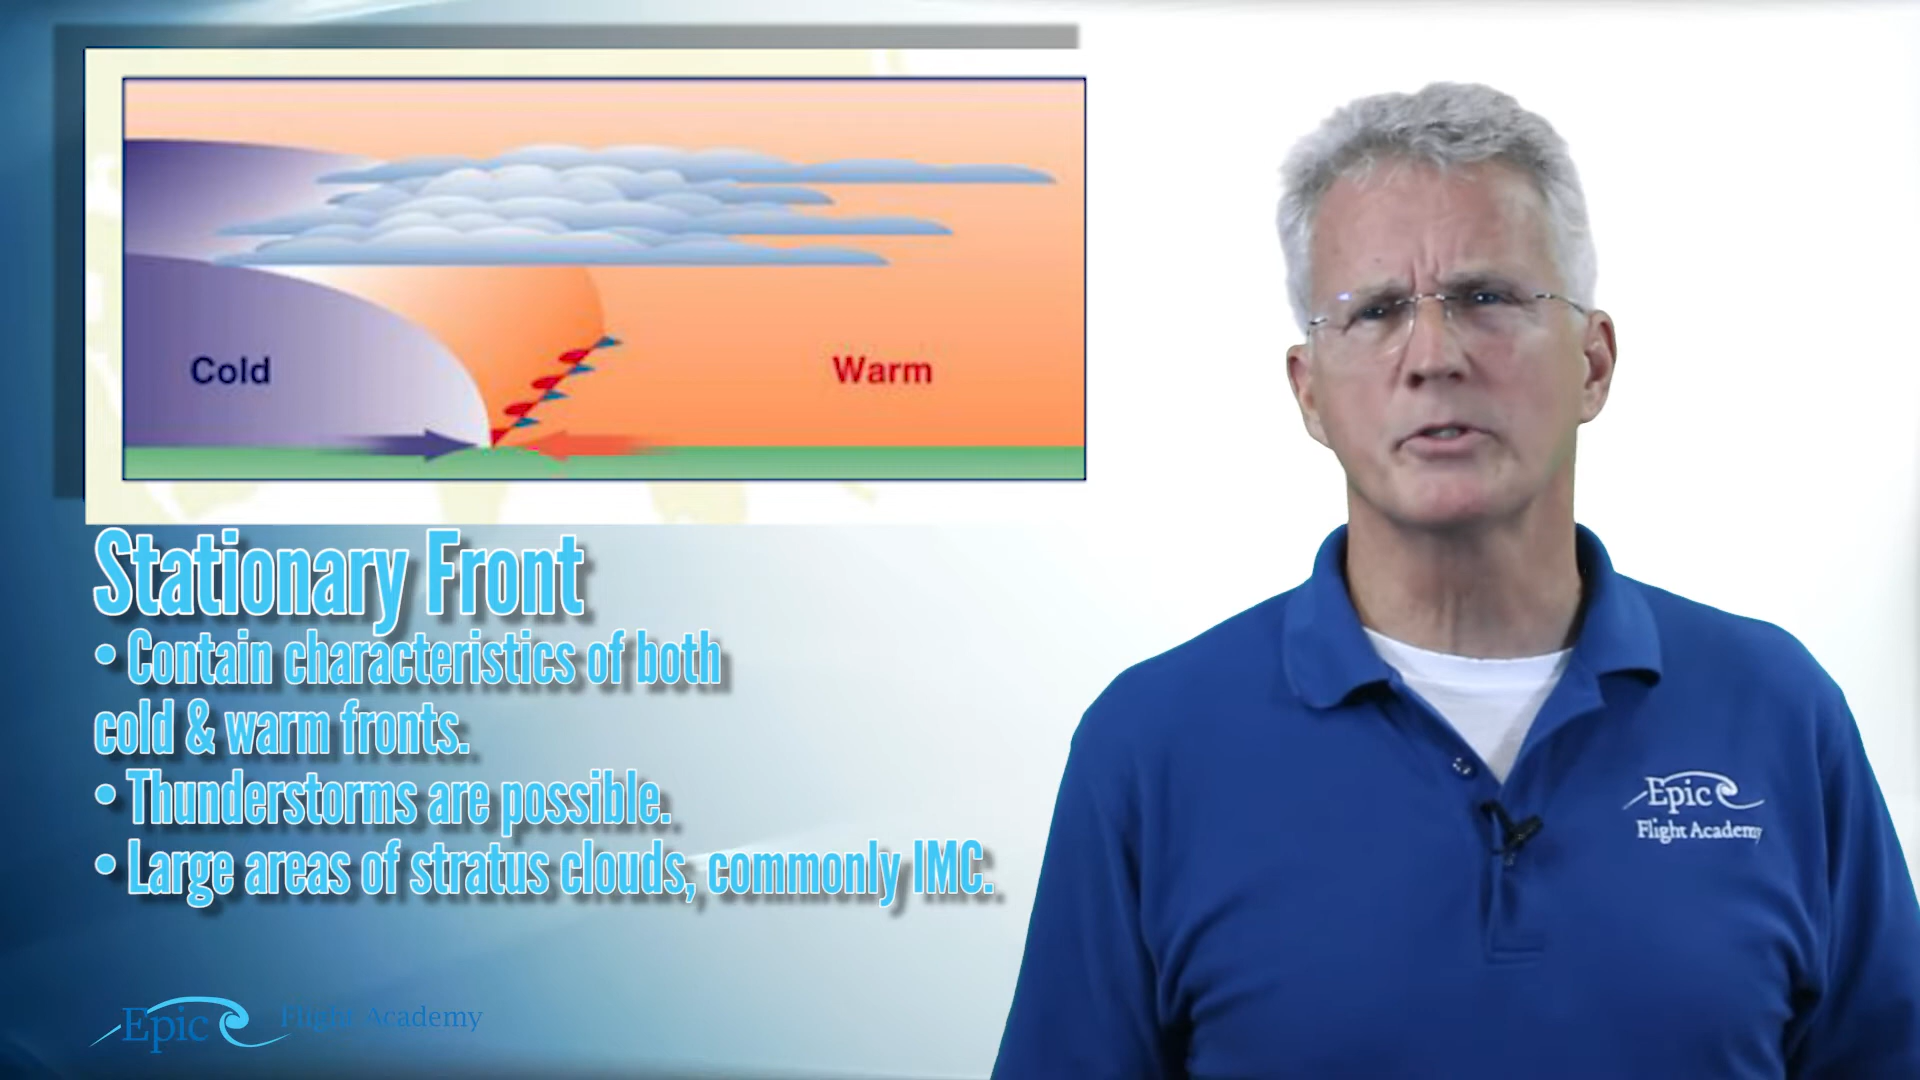 Cold
Warm
Stationary Front
• Contain characteristics of both
cold & warm fronts.
• Thunderstorms are possible.
• Large areas of stratus clouds, commonly IMC.
Epic
Flight Academy
Epic Flight Academy